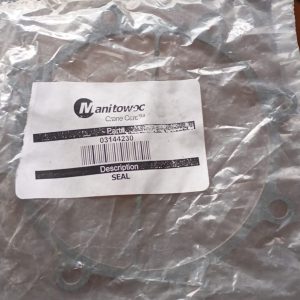 Manitowoc
Crane Care
Part#
03144230
Description
SEAL